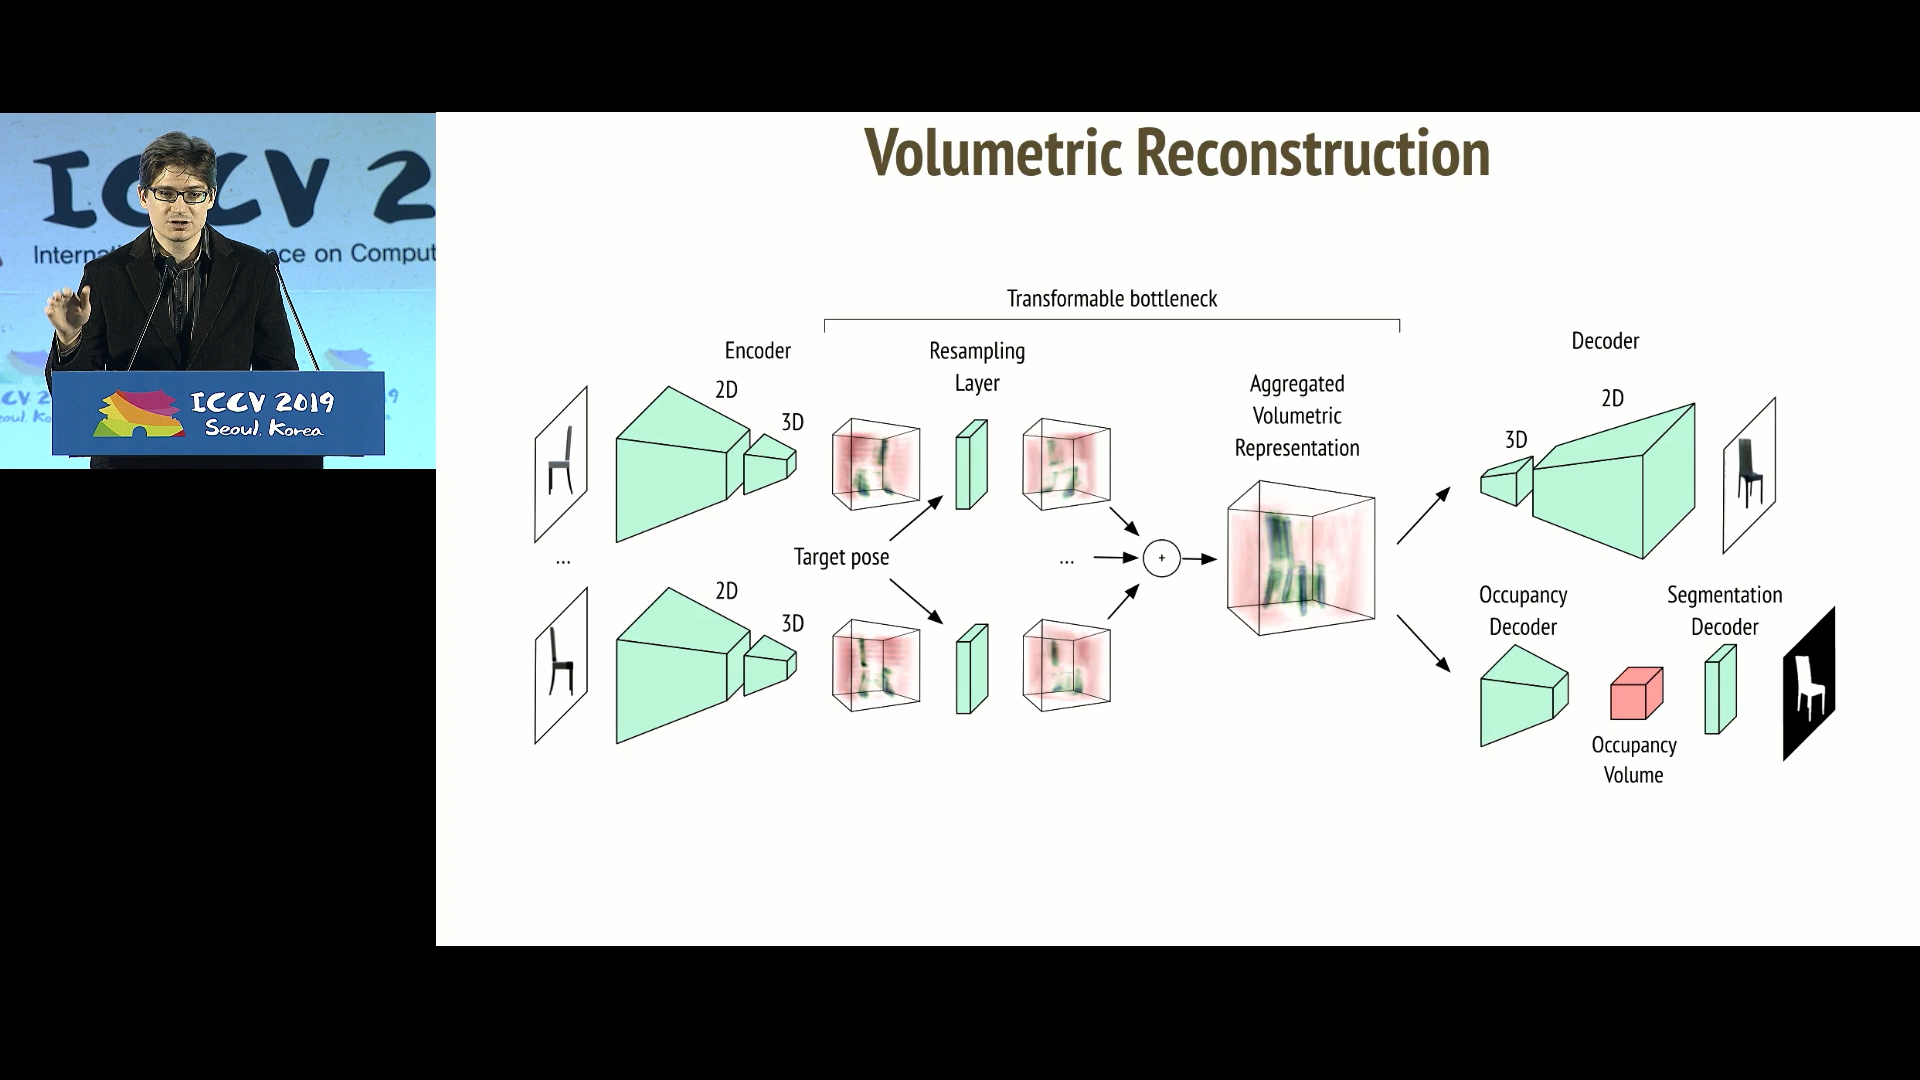 ICCV 2
Internat
nce on Comput
ICCV 2019
Seoul, Korea
Volumetric Reconstruction
Transformable bottleneck
Encoder
Resampling
Layer
Aggregated
Volumetric
Representation
Decoder
2D
3D
3D
2D
Target pose
...
...
+
2D
3D
Occupancy
Decoder
Segmentation
Decoder
Occupancy
Volume